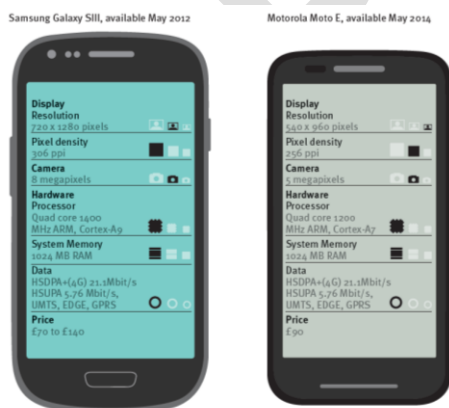 Samsung Galaxy SIII, available May 2012
Display
Resolution
720 x 1280 pixels
Pixel density
306 ppi
Camera
8 megapixels
Hardware
Processor
Quad core 1400
MHz ARM, Cortex-A9
System Memory
1024 MB RAM
Data
HSDPA+(4G) 21.1Mbit/s
HSUPA 5.76 Mbit/s,
UMTS, EDGE, GPRS
Price
£70 to £140
Motorola Moto E, available May 2014
Display
Resolution
540 x 960 pixels
Pixel density
256 ppi
Camera
5 megapixels
Hardware
Processor
Quad core 1200
MHz ARM, Cortex-A7
System Memory
1024 MB RAM
Data
HSDPA+(4G) 21.1Mbit/s
HSUPA 5.76 Mbit/s,
UMTS, EDGE, GPRS
Price
£90